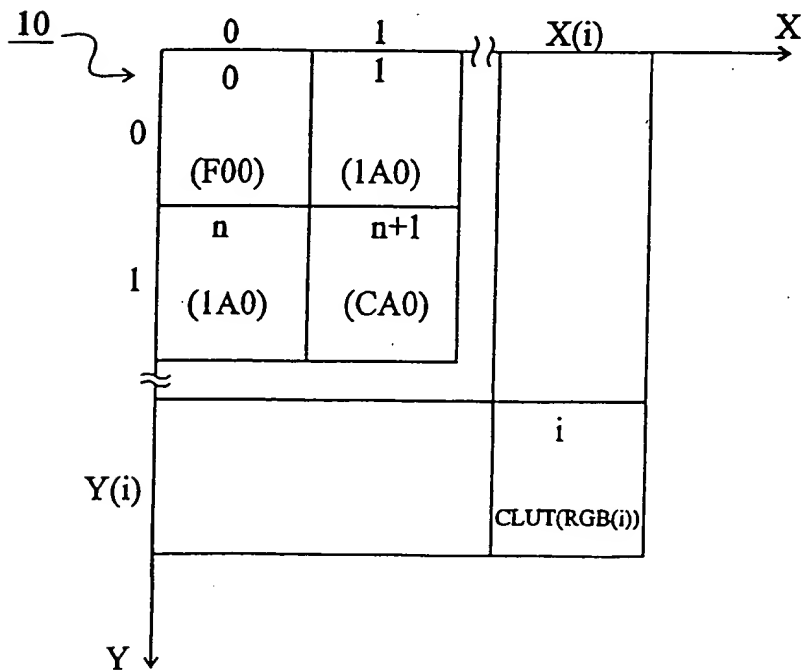 10
0 1 X(i) X
0 1
0
(F00) (1A0)
n n+1
1
(1A0) (CA0)
i
Y(i)
CLUT(RGB(i))
Y